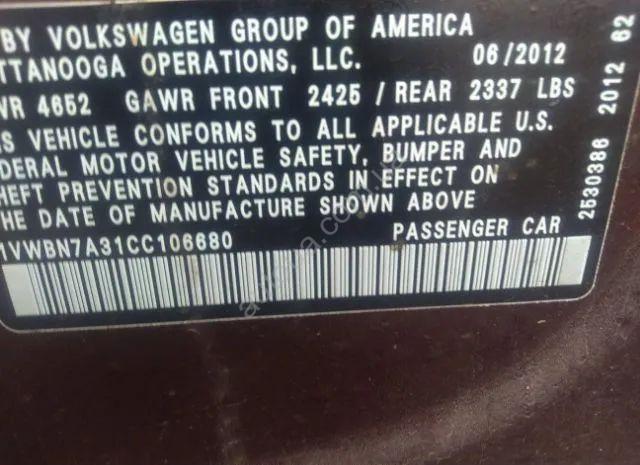 BY VOLKSWAGEN GROUP OF AMERICA
TTANOOGA OPERATIONS, LLC. 06/2012
WR 4652 GAWR FRONT 2425 / REAR 2337 LBS
IS VEHICLE CONFORMS TO ALL APPLICABLE U.S.
DERAL MOTOR VEHICLE SAFETY, BUMPER AND
HEFT PREVENTION STANDARDS IN EFFECT ON
HE DATE OF MANUFACTURE SHOWN ABOVE
1VWBN7A31CC106680 PASSENGER CAR
2530386 2012 62